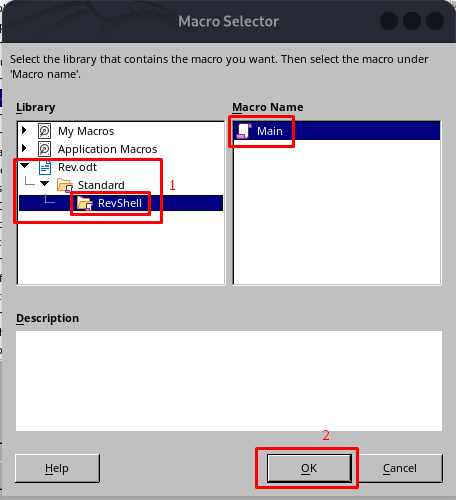 Macro Selector
Select the library that contains the macro you want. Then select the macro under
'Macro name'.
Library
Macro Name
My Macros
Application Macros
Rev.odt
Standard
RevShell
1
Main
Description
2
Help
OK
Cancel